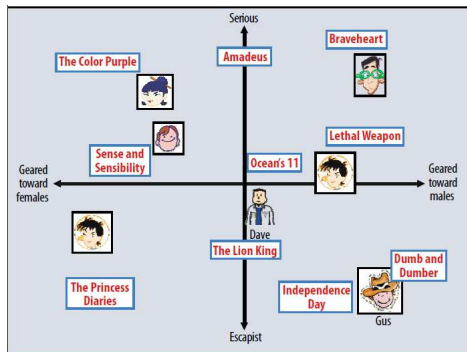 Serious
Braveheart
Amadeus
The Color Purple
Lethal Weapon
Sense and
Sensibility
Ocean's 11
Geared
toward
females
Geared
toward
males
Dave
The Lion King
Dumb and
Dumber
The Princess
Diaries
Independence
Day
Gus
Escapist